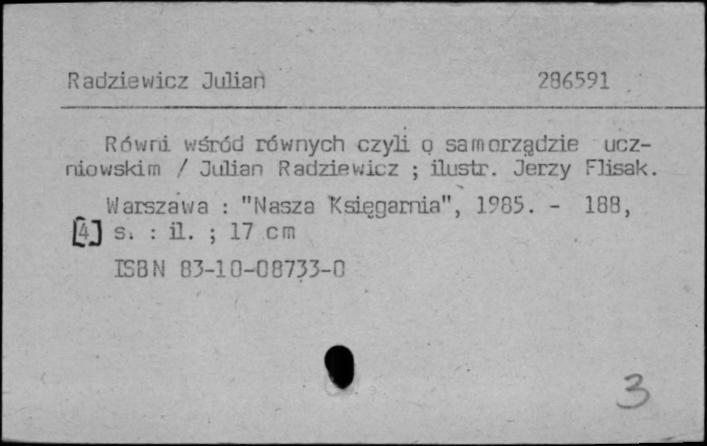 Radziewicz Julian 286591
Równi wśród równych czyli o samorządzie ucz-
niowskim / Julian Radziewicz ; ilustr. Jerzy Flisak.
Warszawa : "Nasza Księgarnia", 1985. - 188,
[4] s. : il. ; 17 cm
ISBN 83-10-08733-0
3